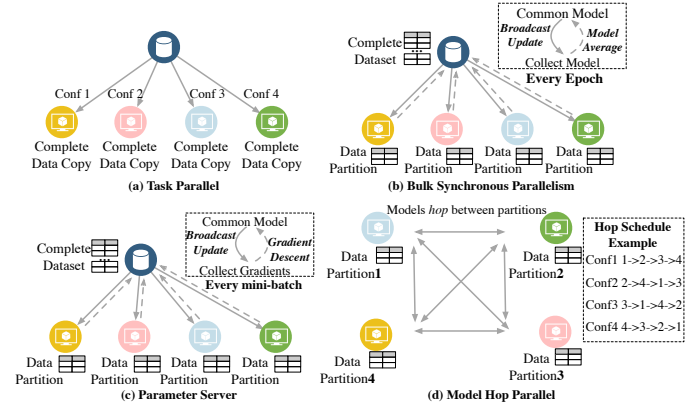 Conf 1
Conf 2
Conf 3
Conf 4
Complete
Data Copy
Complete
Data Copy
Complete
Data Copy
Complete
Data Copy
(a) Task Parallel
Complete
...
Dataset
Common Model
Broadcast
Update
Model
Average
Collect Model
Every Epoch
Data
Partition
Data
Partition
Data
Partition
Data
Partition
(b) Bulk Synchronous Parallelism
Complete
...
Dataset
Common Model
Broadcast
Update
Gradient
Descent
Collect Gradients
Every mini-batch
Data
Partition
Data
Partition
Data
Partition
Data
Partition
(c) Parameter Server
Models hop between partitions
Data
Partition1
Data
Partition2
Data
Partition4
Data
Partition3
Hop Schedule
Example
Conf1 1->2->3->4
Conf2 2->4->1->3
Conf3 3->1->4->2
Conf4 4->3->2->1
(d) Model Hop Parallel